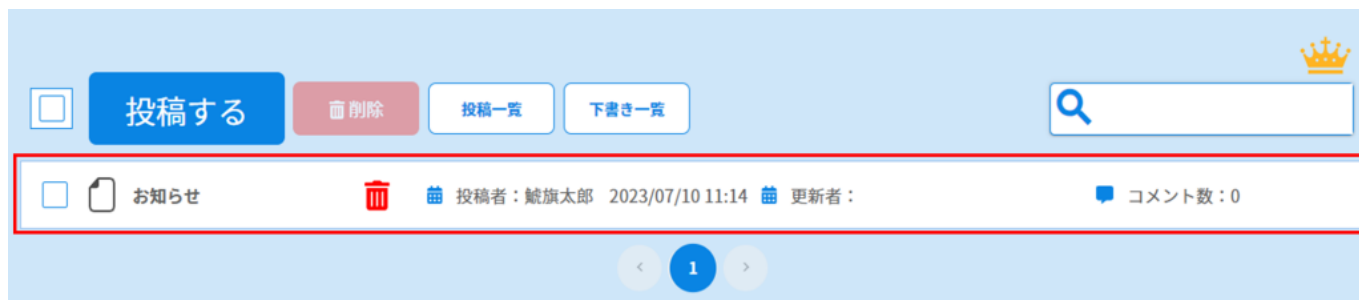 投稿する 削除 投稿一覧 下書き一覧
お知らせ 投稿者：鯱旗太郎 2023/07/10 11:14 更新者： コメント数：0
1